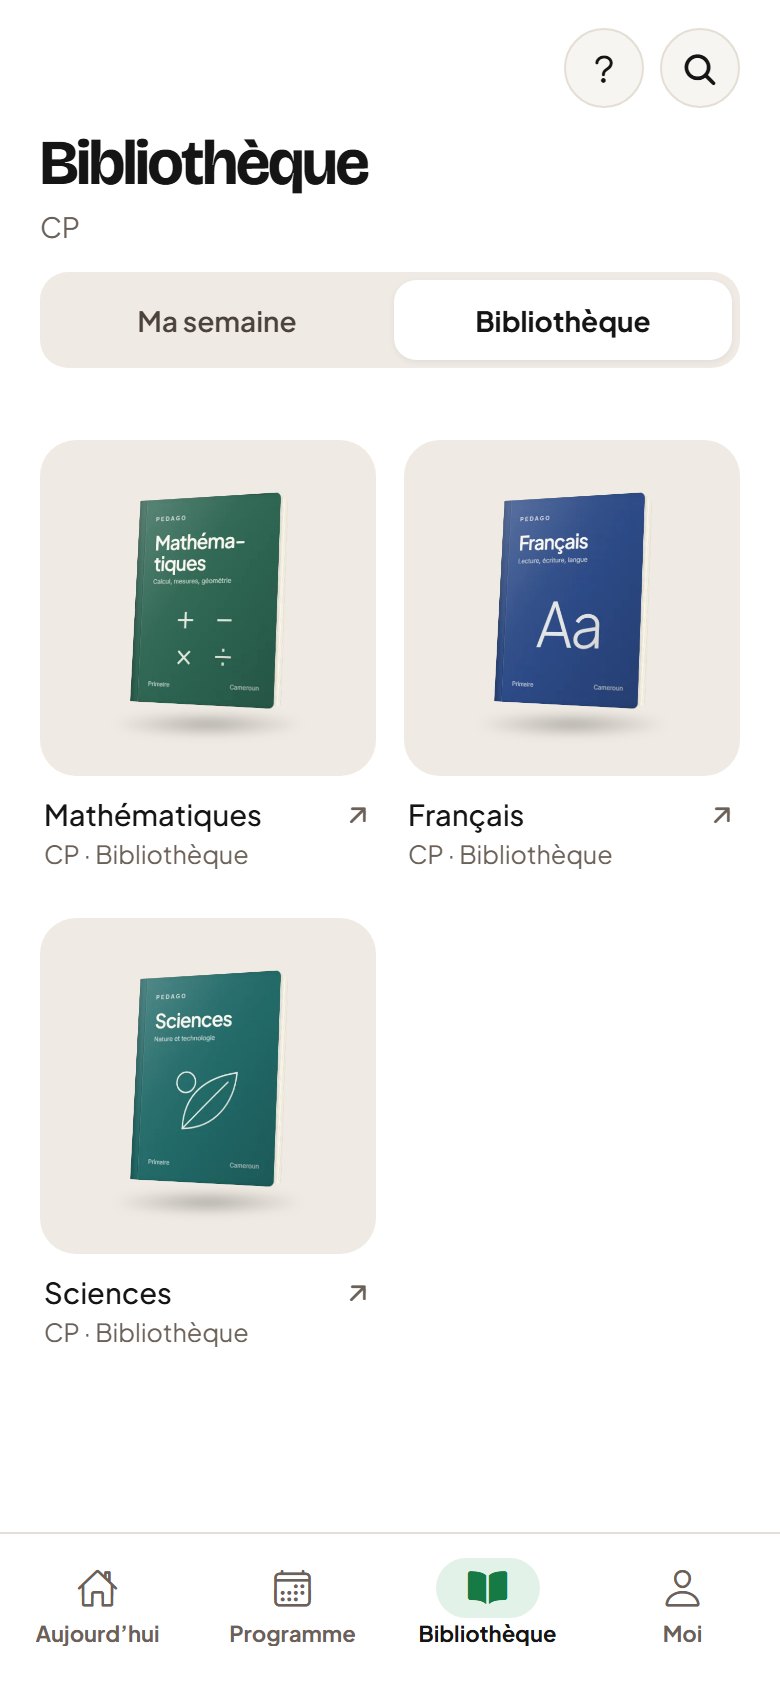 ?
Bibliothèque
CP
Ma semaine
Bibliothèque
PEDAGO
Mathéma-
tiques
Calcul, mesures, géométrie
+ −
× ÷
Primaire
Cameroun
PEDAGO
Français
Lecture, écriture, langue
Aa
Primaire
Cameroun
Mathématiques
CP · Bibliothèque
Français
CP · Bibliothèque
PEDAGO
Sciences
Nature et technologie
Primaire
Cameroun
Sciences
CP · Bibliothèque
Aujourd’hui
Programme
Bibliothèque
Moi